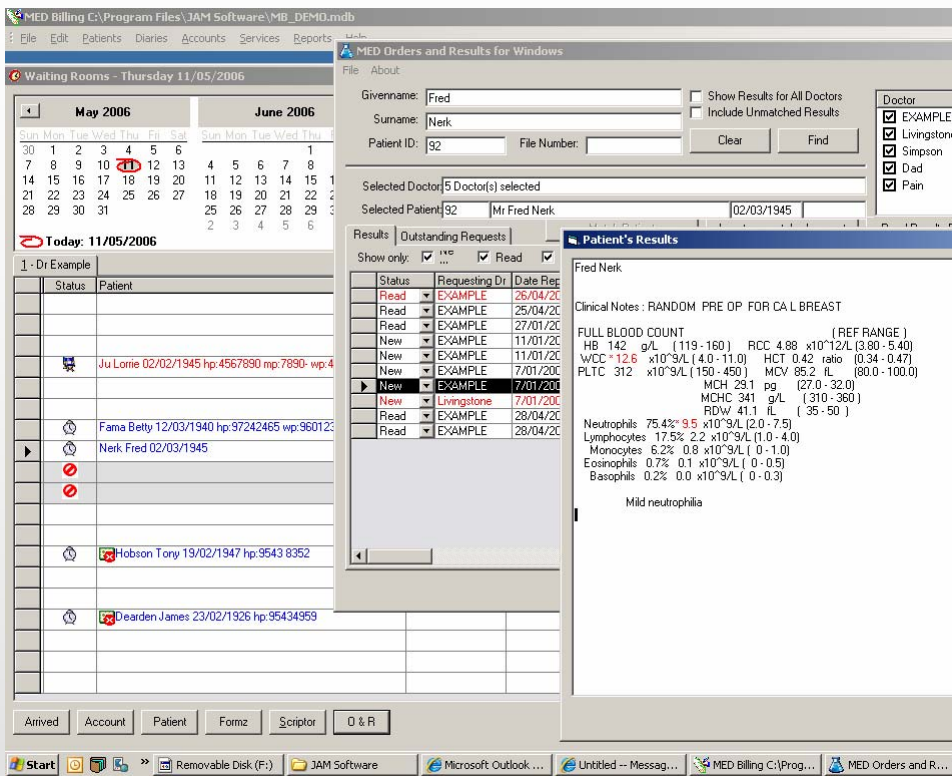 MED Billing C:\Program Files\JAM Software\MB_DEMO.mdb
File Edit Patients Diaries Accounts Services Reports Help
Waiting Rooms - Thursday 11/05/2006
May 2006 June 2006
Sun Mon Tue Wed Thu Fri Sat Sun Mon Tue Wed Thu
30 1 2 3 4 5 6 1
7 8 9 10 11 12 13 4 5 6 7 8
14 15 16 17 18 19 20 11 12 13 14 15
21 22 23 24 25 26 27 18 19 20 21 22
28 29 30 31 25 26 27 28 29
2 3 4 5 6
Today: 11/05/2006
1 - Dr Example
Status Patient
Ju Lorrie 02/02/1945 hp:4567890 mp:7890- wp:4
Fama Betty 12/03/1940 hp:97242465 wp:960123
Nerk Fred 02/03/1945
Hobson Tony 19/02/1947 hp:9543 8352
Dearden James 23/02/1926 hp:95434959
Arrived Account Patient Formz Scriptor O & R
MED Orders and Results for Windows
File About
Givenname: Fred
Surname: Nerk
Patient ID: 92 File Number:
Show Results for All Doctors
Include Unmatched Results
Clear Find
Doctor
EXAMPLE
Livingstone
Simpson
Dad
Pain
Selected Doctor: 5 Doctor(s) selected
Selected Patient: 92 Mr Fred Nerk 02/03/1945
Results Outstanding Requests
Show only: Read
Status Requesting Dr Date Rep
Read EXAMPLE 26/04/20
Read EXAMPLE 25/04/20
Read EXAMPLE 27/01/20
New EXAMPLE 11/01/20
New EXAMPLE 11/01/20
New EXAMPLE 7/01/200
New EXAMPLE 7/01/200
New Livingstone 7/01/200
Read EXAMPLE 28/04/20
Read EXAMPLE 28/04/20
Patient's Results
Fred Nerk
Clinical Notes : RANDOM PRE OP FOR CA L BREAST
FULL BLOOD COUNT ( REF RANGE )
HB 142 g/L ( 119 - 160 ) RCC 4.88 x10^12/L (3.80 - 5.40)
WCC * 12.6 x10^9/L ( 4.0 - 11.0) HCT 0.42 ratio (0.34 - 0.47)
PLTC 312 x10^9/L ( 150 - 450 ) MCV 85.2 fL (80.0 - 100.0)
MCH 29.1 pg (27.0 - 32.0)
MCHC 341 g/L ( 310 - 360 )
RDW 41.1 fL ( 35 - 50 )
Neutrophils 75.4% * 9.5 x10^9/L (2.0 - 7.5)
Lymphocytes 17.5% 2.2 x10^9/L (1.0 - 4.0)
Monocytes 6.2% 0.8 x10^9/L ( 0 - 1.0)
Eosinophils 0.7% 0.1 x10^9/L ( 0 - 0.5)
Basophils 0.2% 0.0 x10^9/L ( 0 - 0.3)
Mild neutrophilia
Start Removable Disk (F:) JAM Software Microsoft Outlook ... Untitled -- Messag... MED Billing C:\Prog... MED Orders and R...